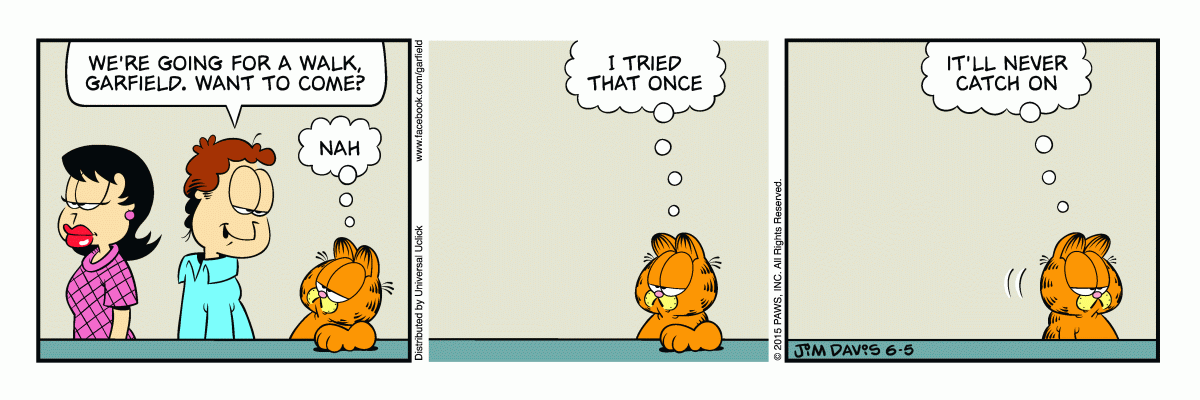 WE'RE GOING FOR A WALK,
GARFIELD. WANT TO COME?
NAH
www.facebook.com/garfield
Distributed by Universal Uclick
I TRIED
THAT ONCE
© 2015 PAWS, INC. All Rights Reserved.
IT'LL NEVER
CATCH ON
JiM DAViS 6-5